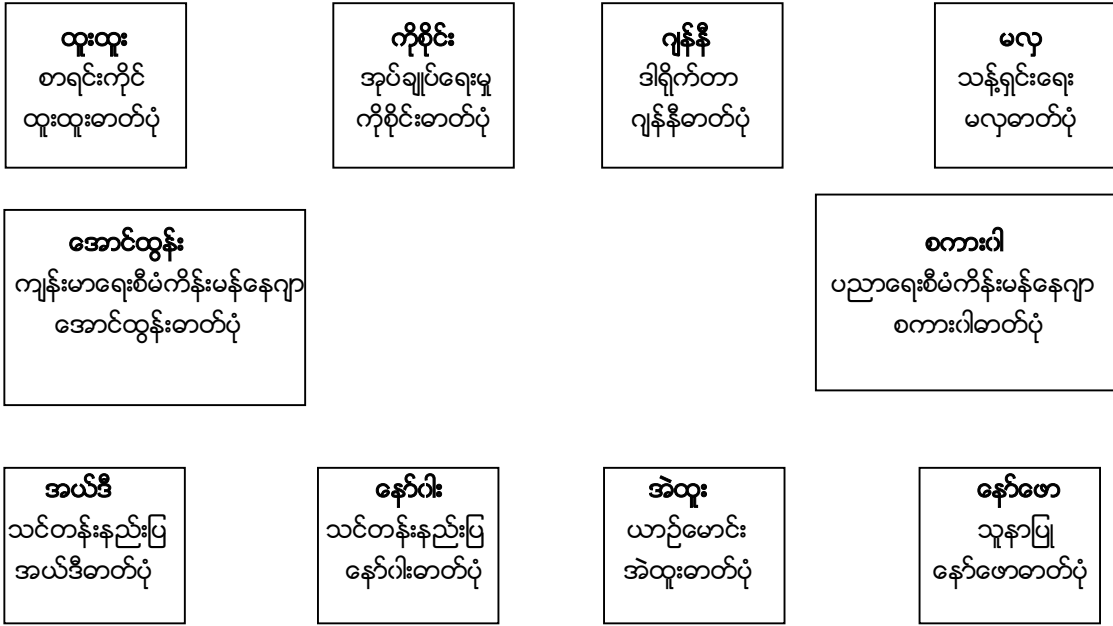 ထူးထူး
စာရင်းကိုင်
ထူးထူးဓာတ်ပုံ
ကိုစိုင်း
အုပ်ချုပ်ရေးမှု
ကိုစိုင်းဓာတ်ပုံ
ဂျန်နီ
ဒါရိုက်တာ
ဂျန်နီဓာတ်ပုံ
မလှ
သန့်ရှင်းရေး
မလှဓာတ်ပုံ
အောင်ထွန်း
ကျန်းမာရေးစီမံကိန်းမန်နေဂျာ
အောင်ထွန်းဓာတ်ပုံ
စကားဝါ
ပညာရေးစီမံကိန်းမန်နေဂျာ
စကားဝါဓာတ်ပုံ
အယ်ဒီ
သင်တန်းနည်းပြ
အယ်ဒီဓာတ်ပုံ
နော်ဝါး
သင်တန်းနည်းပြ
နော်ဝါးဓာတ်ပုံ
အဲထူး
ယာဉ်မောင်း
အဲထူးဓာတ်ပုံ
နော်ဖော
သူနာပြု
နော်ဖောဓာတ်ပုံ